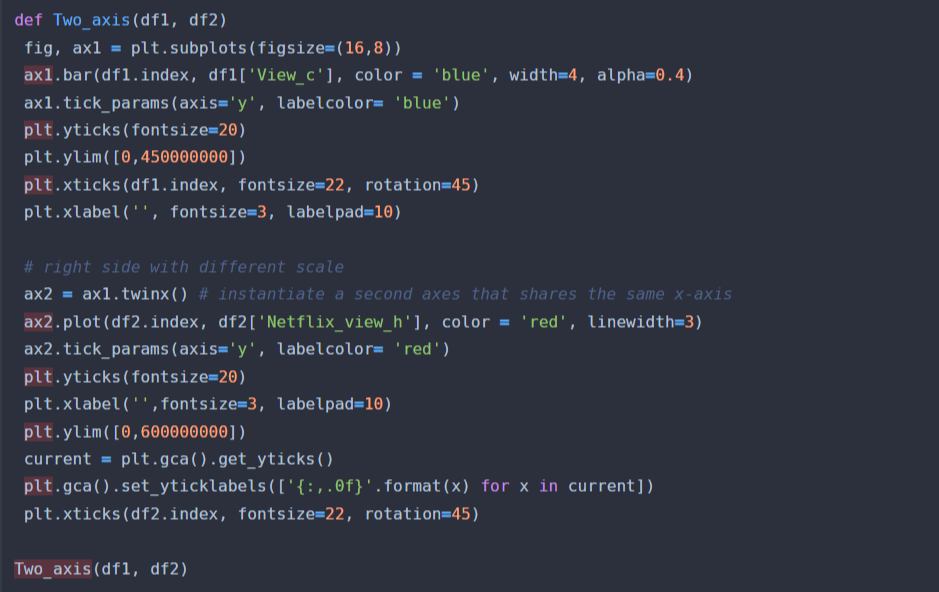 def Two_axis(df1, df2)
 fig, ax1 = plt.subplots(figsize=(16,8))
 ax1.bar(df1.index, df1['View_c'], color = 'blue', width=4, alpha=0.4)
 ax1.tick_params(axis='y', labelcolor= 'blue')
 plt.yticks(fontsize=20)
 plt.ylim([0,450000000])
 plt.xticks(df1.index, fontsize=22, rotation=45)
 plt.xlabel('', fontsize=3, labelpad=10)
 # right side with different scale
 ax2 = ax1.twinx() # instantiate a second axes that shares the same x-axis
 ax2.plot(df2.index, df2['Netflix_view_h'], color = 'red', linewidth=3)
 ax2.tick_params(axis='y', labelcolor= 'red')
 plt.yticks(fontsize=20)
 plt.xlabel('',fontsize=3, labelpad=10)
 plt.ylim([0,600000000])
 current = plt.gca().get_yticks()
 plt.gca().set_yticklabels(['{:,.0f}'.format(x) for x in current])
 plt.xticks(df2.index, fontsize=22, rotation=45)
Two_axis(df1, df2)